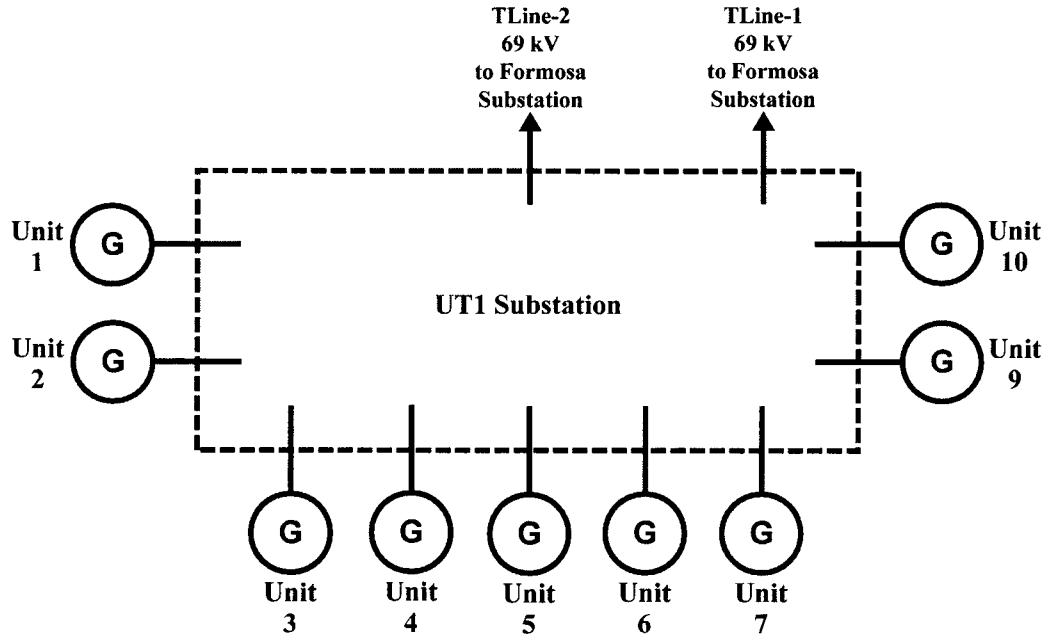 TLine-2
69 kV
to Formosa
Substation
TLine-1
69 kV
to Formosa
Substation
Unit
1
G
G
Unit
10
UT1 Substation
Unit
2
G
G
Unit
9
G
G
G
G
G
Unit
3
Unit
4
Unit
5
Unit
6
Unit
7